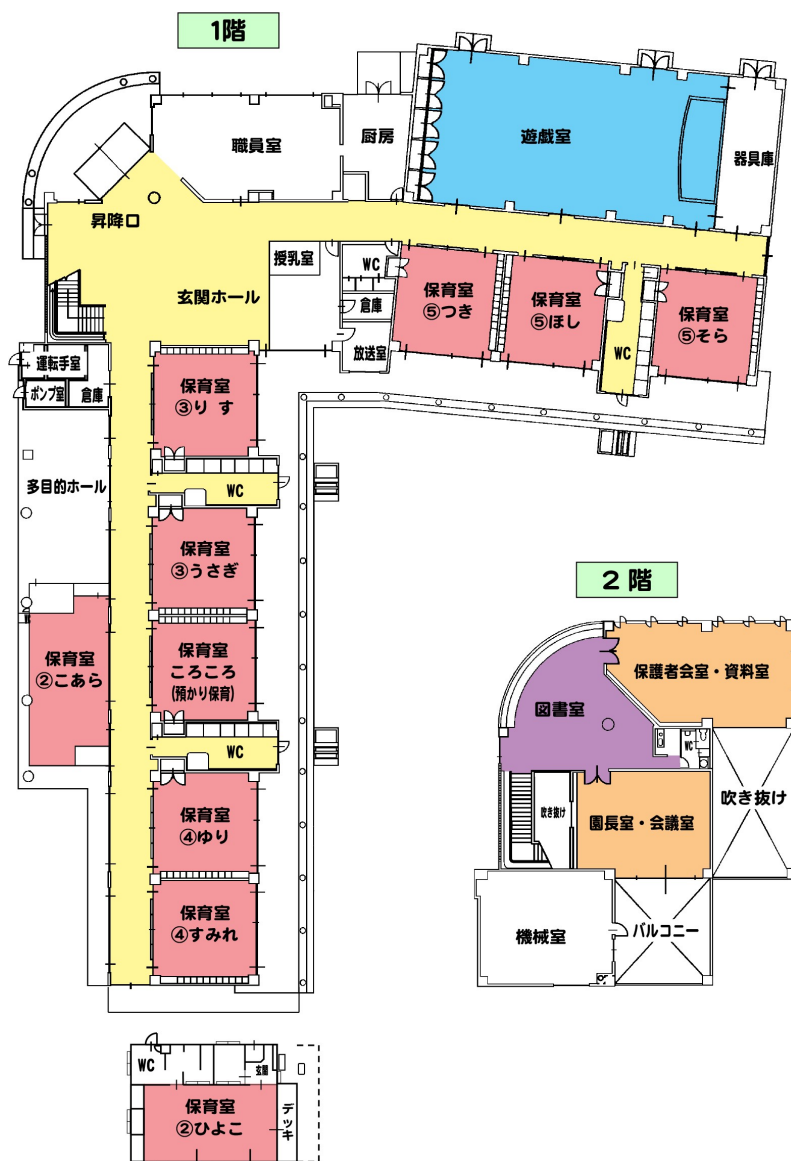 1階
職員室
厨房
遊戯室
器具庫
昇降口
玄関ホール
授乳室
WC
倉庫
放送室
保育室
⑤つき
保育室
⑤ほし
WC
保育室
⑤そら
運転手室
ポンプ室
倉庫
保育室
③り す
多目的ホール
WC
保育室
③うさぎ
保育室
②こあら
保育室
ころころ
(預かり保育)
WC
保育室
④ゆり
保育室
④すみれ
WC
玄関
保育室
②ひよこ
デッキ
2 階
保護者会室・資料室
図書室
WC
吹き抜け
吹き抜け
園長室・会議室
機械室
バルコニー